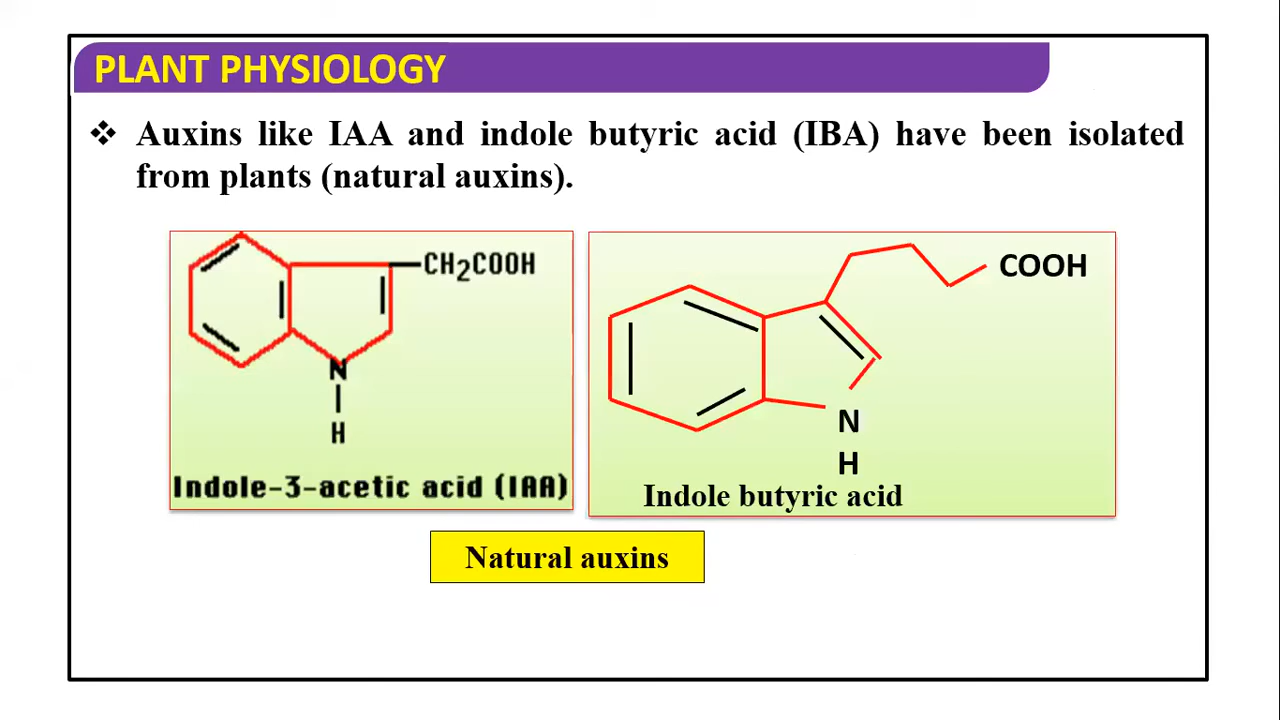 PLANT PHYSIOLOGY
❖ Auxins like IAA and indole butyric acid (IBA) have been isolated
from plants (natural auxins).
CH₂COOH
N
H
Indole-3-acetic acid (IAA)
COOH
N
H
Indole butyric acid
Natural auxins